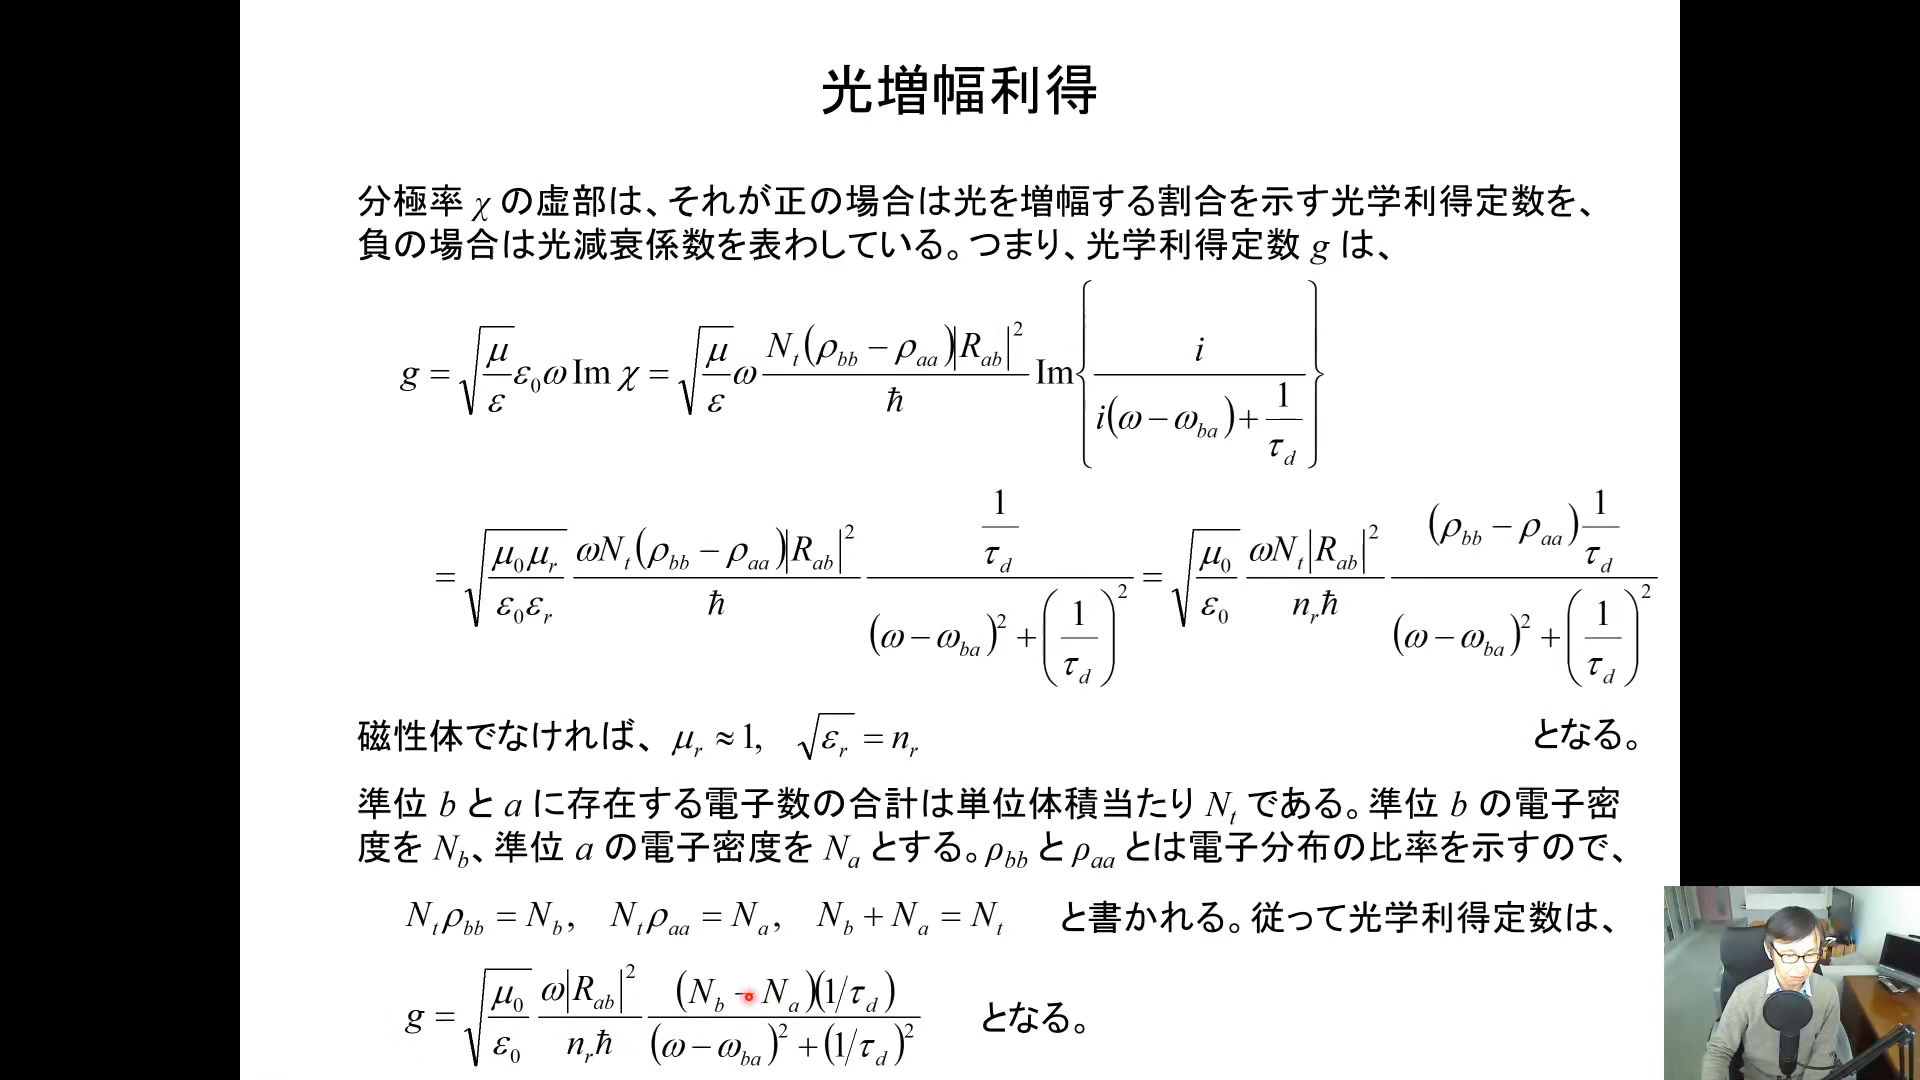 光増幅利得
分極率 χ の虚部は、それが正の場合は光を増幅する割合を示す光学利得定数を、
負の場合は光減衰係数を表わしている。つまり、光学利得定数 g は、
g = √(μ/ε) ε₀ω Im χ = √(μ/ε) ω (N_t(ρ_bb − ρ_aa)|R_ab|²)/ħ Im{ i / (i(ω − ω_ba) + 1/τ_d) }
= √(μ₀μ_r/ε₀ε_r) (ωN_t(ρ_bb − ρ_aa)|R_ab|²)/ħ (1/τ_d)/((ω − ω_ba)² + (1/τ_d)²) = √(μ₀/ε₀) (ωN_t|R_ab|²)/(n_rħ) ((ρ_bb − ρ_aa) 1/τ_d)/((ω − ω_ba)² + (1/τ_d)²)
磁性体でなければ、 μ_r ≈ 1, √ε_r = n_r となる。
準位 b と a に存在する電子数の合計は単位体積当たり N_t である。準位 b の電子密
度を N_b、準位 a の電子密度を N_a とする。ρ_bb と ρ_aa とは電子分布の比率を示すので、
N_tρ_bb = N_b, N_tρ_aa = N_a, N_b + N_a = N_t と書かれる。従って光学利得定数は、
g = √(μ₀/ε₀) (ω|R_ab|²)/(n_rħ) ((N_b − N_a)(1/τ_d))/((ω − ω_ba)² + (1/τ_d)²) となる。